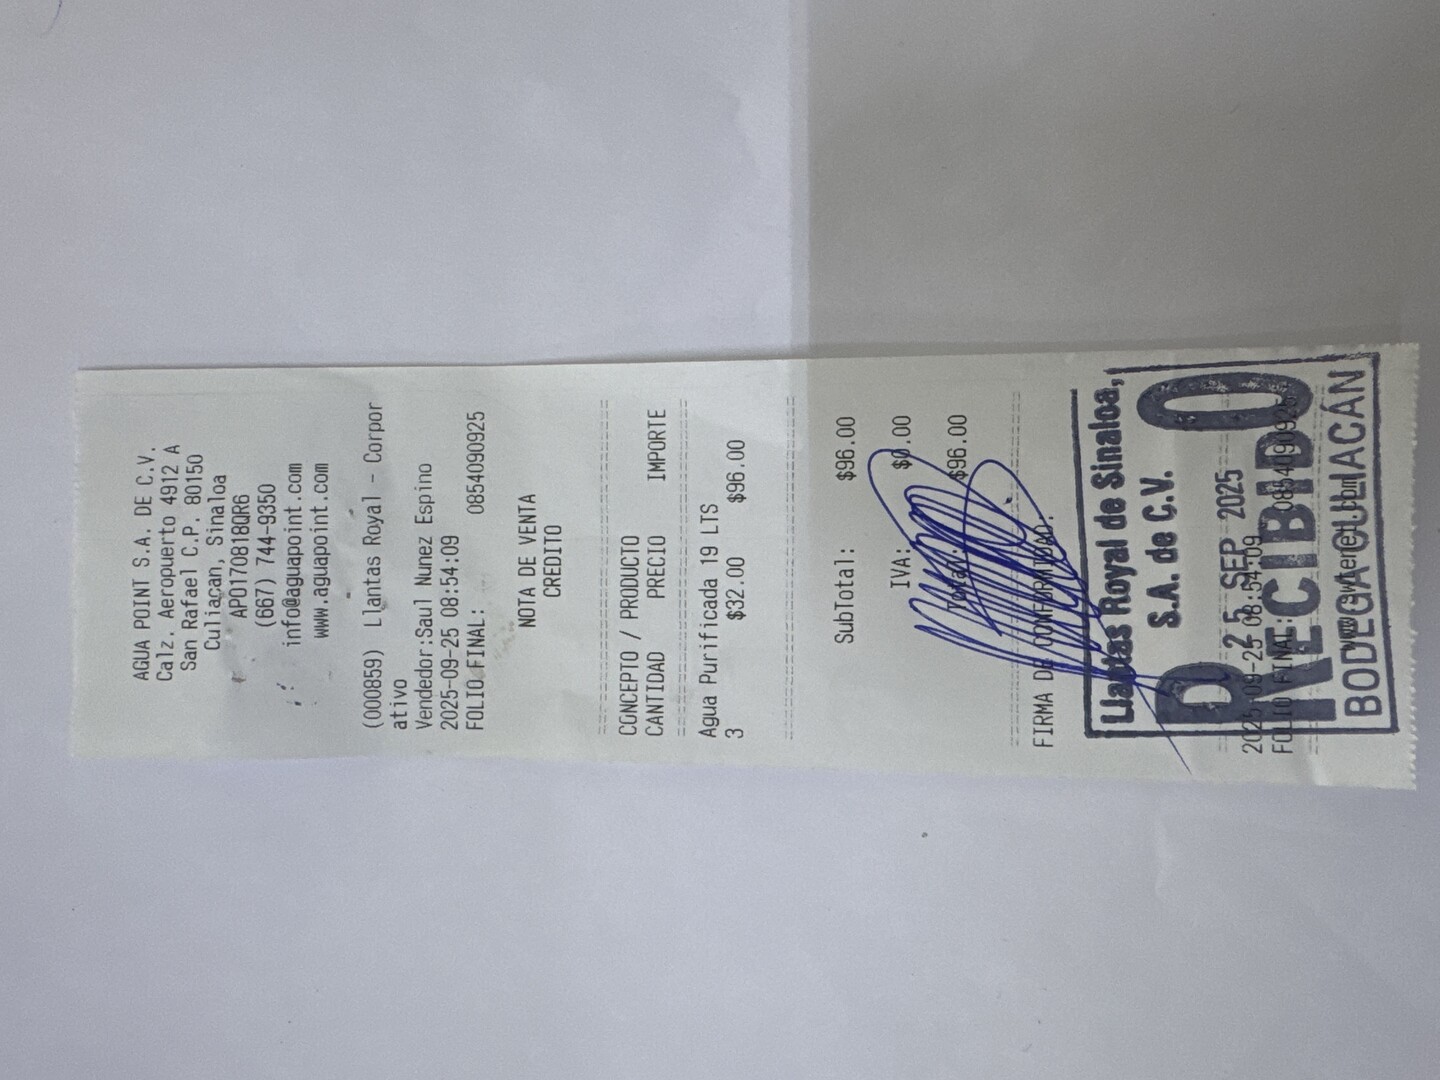 AGUA POINT S.A. DE C.V.
Calz. Aeropuerto 4912 A
San Rafael C.P. 80150
Culiacan, Sinaloa
APO170818QR6
(667) 744-9350
info@aguapoint.com
www.aguapoint.com
(000859) Llantas Royal - Corpor
ativo
Vendedor:Saul Nunez Espino
2025-09-25 08:54:09
FOLIO FINAL: 0854090925
NOTA DE VENTA
CREDITO
CONCEPTO / PRODUCTO
CANTIDAD PRECIO IMPORTE
Agua Purificada 19 LTS
3 $32.00 $96.00
SubTotal: $96.00
IVA: $0.00
Total: $96.00
FIRMA DE CONFORMIDAD.
Llantas Royal de Sinaloa,
S.A. de C.V.
25 SEP 2025
2025-09-25 08:54:09
RECIBIDO
FOLIO FINAL: 0854090925
BODEGA CULIACÁN